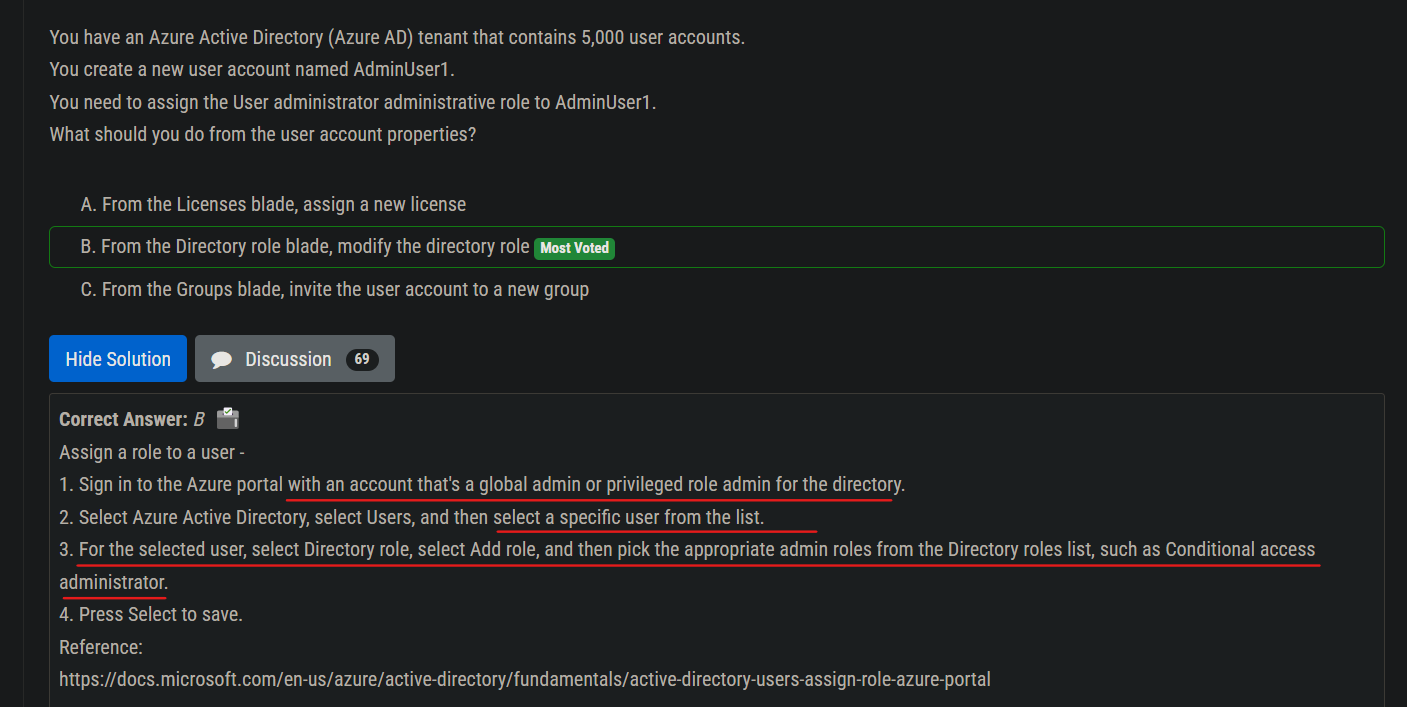 You have an Azure Active Directory (Azure AD) tenant that contains 5,000 user accounts.
You create a new user account named AdminUser1.
You need to assign the User administrator administrative role to AdminUser1.
What should you do from the user account properties?
A. From the Licenses blade, assign a new license
B. From the Directory role blade, modify the directory role Most Voted
C. From the Groups blade, invite the user account to a new group
Hide Solution Discussion 69
Correct Answer: B
Assign a role to a user -
1. Sign in to the Azure portal with an account that's a global admin or privileged role admin for the directory.
2. Select Azure Active Directory, select Users, and then select a specific user from the list.
3. For the selected user, select Directory role, select Add role, and then pick the appropriate admin roles from the Directory roles list, such as Conditional access
administrator.
4. Press Select to save.
Reference:
https://docs.microsoft.com/en-us/azure/active-directory/fundamentals/active-directory-users-assign-role-azure-portal